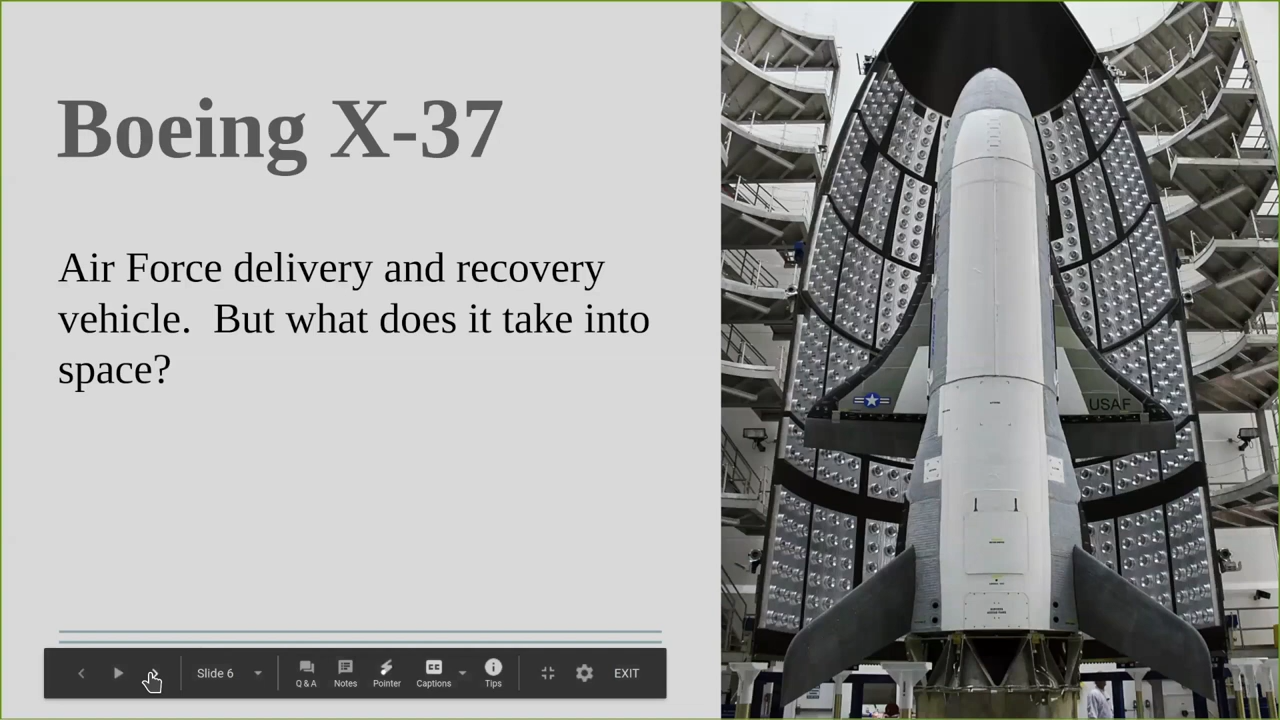 Boeing X-37
Air Force delivery and recovery
vehicle.  But what does it take into
space?
USAF
Slide 6
Q & A
Notes
Pointer
CC
Captions
Tips
EXIT